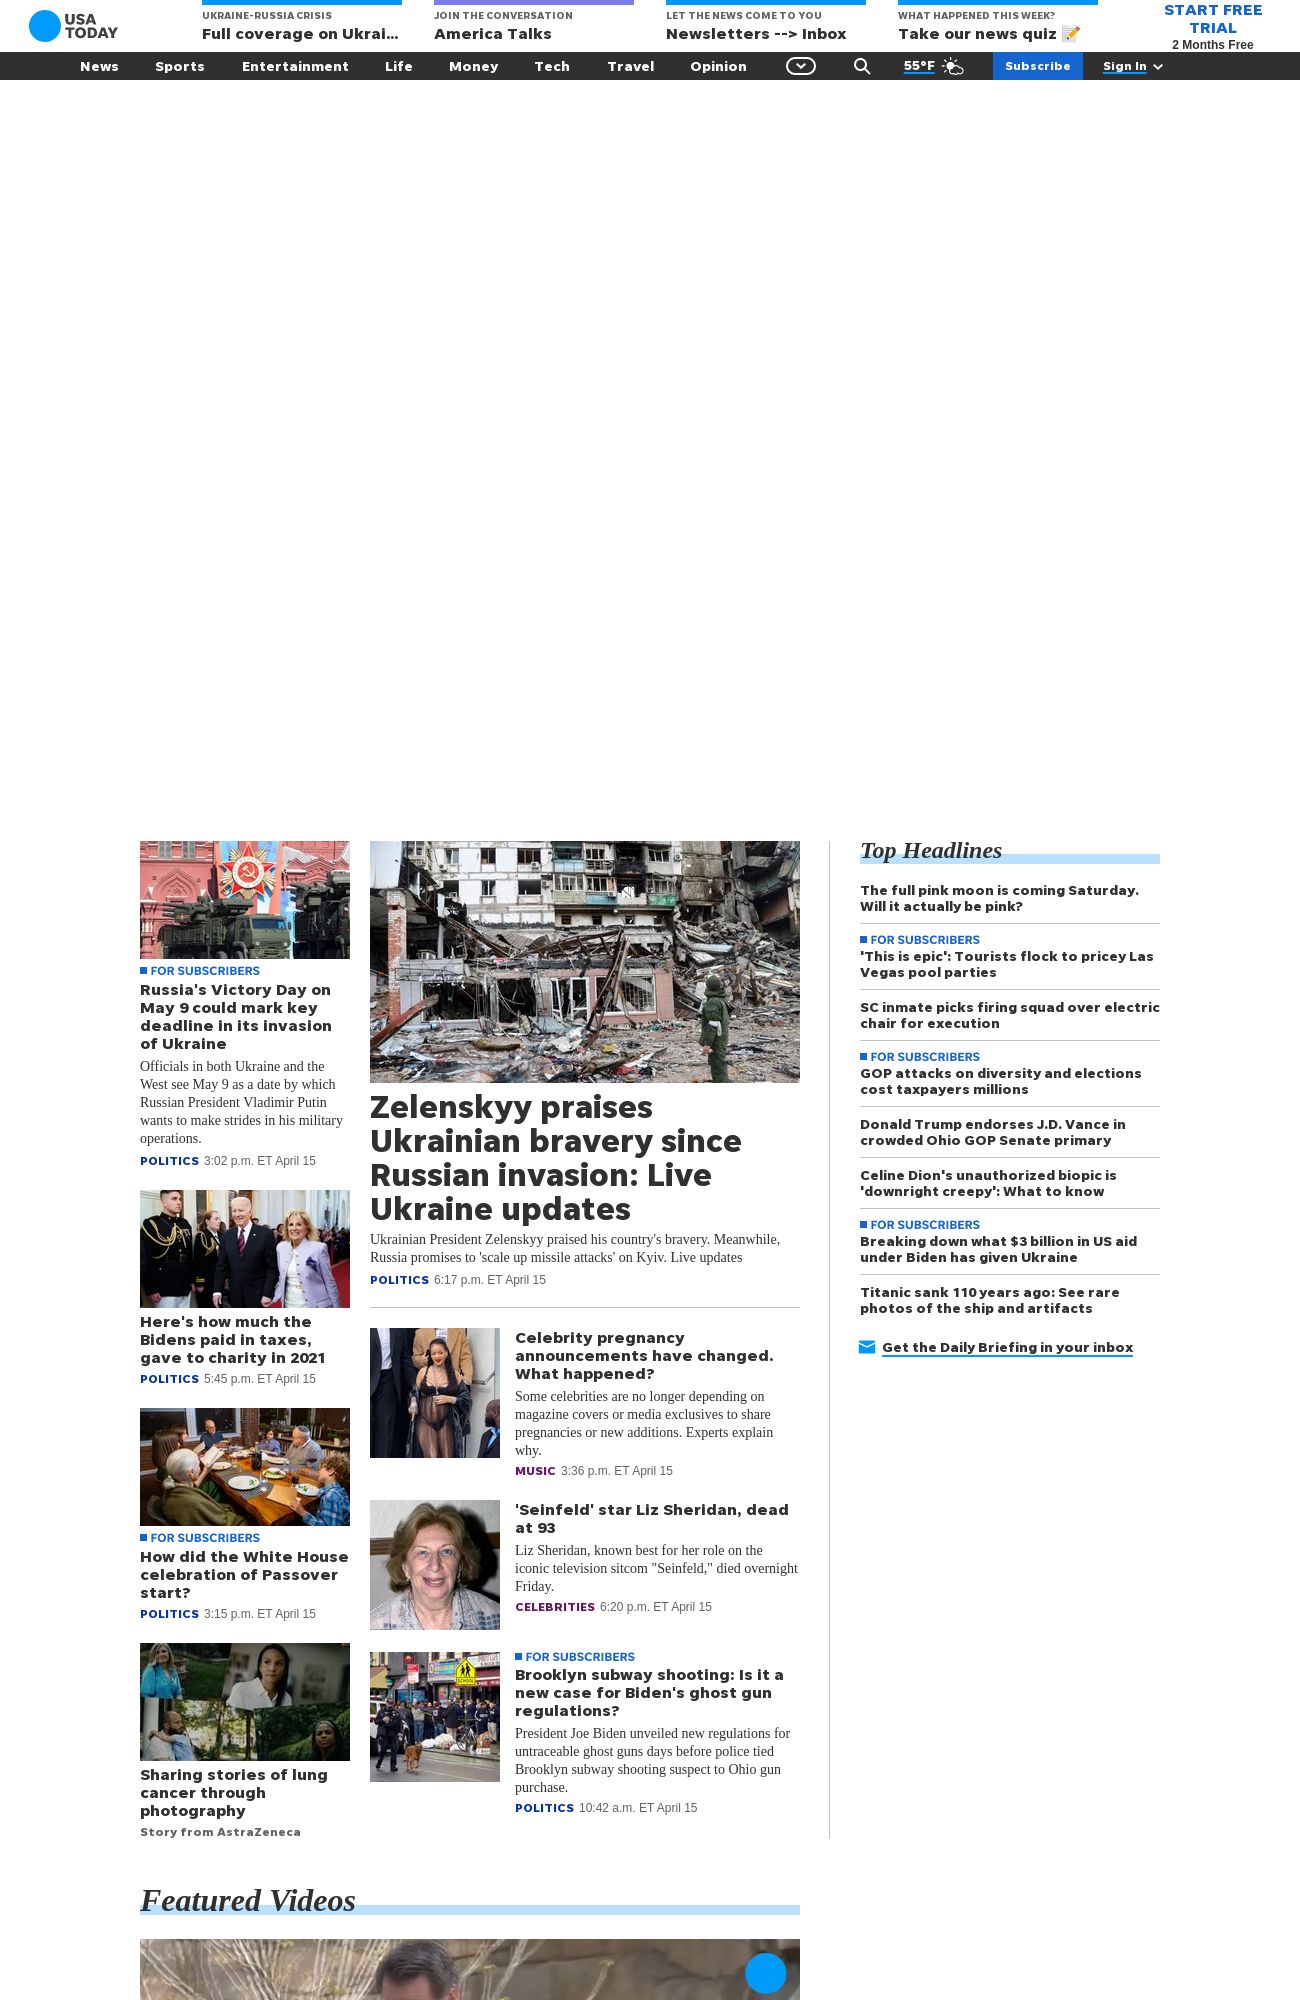 USA
TODAY
UKRAINE-RUSSIA CRISIS
Full coverage on Ukrai...
JOIN THE CONVERSATION
America Talks
LET THE NEWS COME TO YOU
Newsletters --> Inbox
WHAT HAPPENED THIS WEEK?
Take our news quiz 📝
START FREE
TRIAL
2 Months Free
News Sports Entertainment Life Money Tech Travel Opinion 55°F Subscribe Sign In
FOR SUBSCRIBERS
Russia's Victory Day on
May 9 could mark key
deadline in its invasion
of Ukraine
Officials in both Ukraine and the
West see May 9 as a date by which
Russian President Vladimir Putin
wants to make strides in his military
operations.
POLITICS 3:02 p.m. ET April 15
Here's how much the
Bidens paid in taxes,
gave to charity in 2021
POLITICS 5:45 p.m. ET April 15
FOR SUBSCRIBERS
How did the White House
celebration of Passover
start?
POLITICS 3:15 p.m. ET April 15
Sharing stories of lung
cancer through
photography
Story from AstraZeneca
Zelenskyy praises
Ukrainian bravery since
Russian invasion: Live
Ukraine updates
Ukrainian President Zelenskyy praised his country's bravery. Meanwhile,
Russia promises to 'scale up missile attacks' on Kyiv. Live updates
POLITICS 6:17 p.m. ET April 15
Celebrity pregnancy
announcements have changed.
What happened?
Some celebrities are no longer depending on
magazine covers or media exclusives to share
pregnancies or new additions. Experts explain
why.
MUSIC 3:36 p.m. ET April 15
'Seinfeld' star Liz Sheridan, dead
at 93
Liz Sheridan, known best for her role on the
iconic television sitcom "Seinfeld," died overnight
Friday.
CELEBRITIES 6:20 p.m. ET April 15
SCHOOL
FOR SUBSCRIBERS
Brooklyn subway shooting: Is it a
new case for Biden's ghost gun
regulations?
President Joe Biden unveiled new regulations for
untraceable ghost guns days before police tied
Brooklyn subway shooting suspect to Ohio gun
purchase.
POLITICS 10:42 a.m. ET April 15
Top Headlines
The full pink moon is coming Saturday.
Will it actually be pink?
FOR SUBSCRIBERS
'This is epic': Tourists flock to pricey Las
Vegas pool parties
SC inmate picks firing squad over electric
chair for execution
FOR SUBSCRIBERS
GOP attacks on diversity and elections
cost taxpayers millions
Donald Trump endorses J.D. Vance in
crowded Ohio GOP Senate primary
Celine Dion's unauthorized biopic is
'downright creepy': What to know
FOR SUBSCRIBERS
Breaking down what $3 billion in US aid
under Biden has given Ukraine
Titanic sank 110 years ago: See rare
photos of the ship and artifacts
Get the Daily Briefing in your inbox
Featured Videos